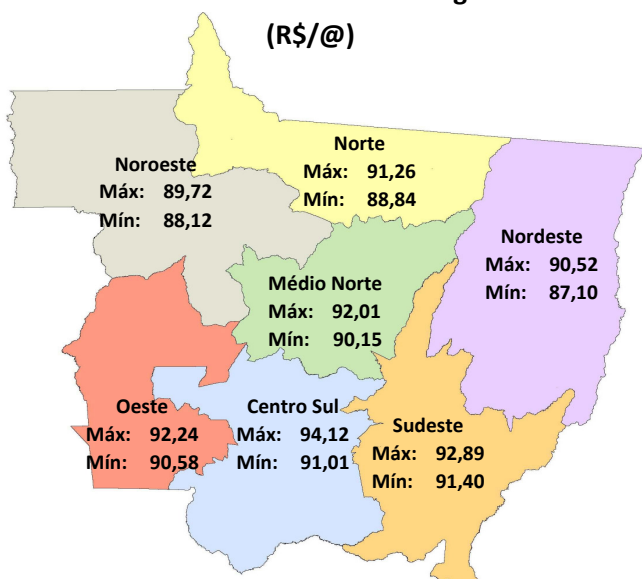 (R$/@)
Norte
Máx: 91,26
Mín: 88,84
Noroeste
Máx: 89,72
Mín: 88,12
Nordeste
Máx: 90,52
Mín: 87,10
Médio Norte
Máx: 92,01
Mín: 90,15
Oeste
Máx: 92,24
Mín: 90,58
Centro Sul
Máx: 94,12
Mín: 91,01
Sudeste
Máx: 92,89
Mín: 91,40